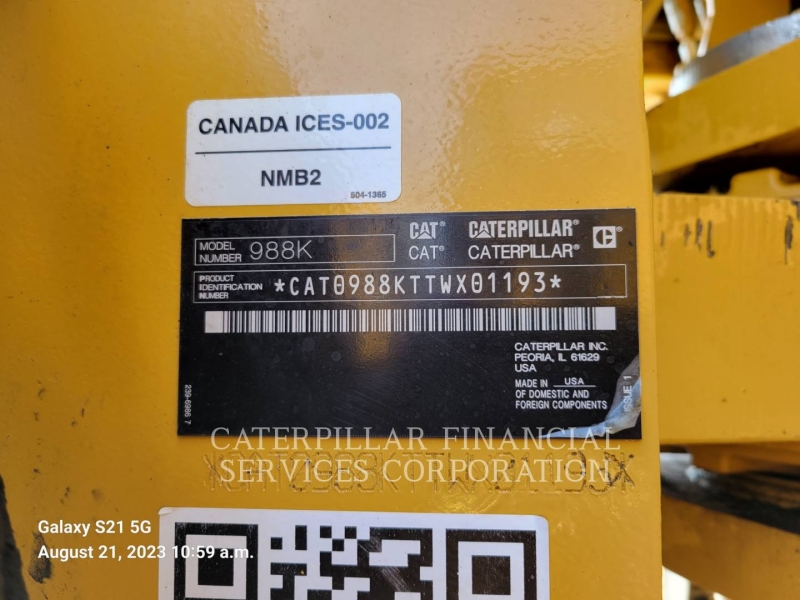 CANADA ICES-002
NMB2
504-1365
CAT® CATERPILLAR®
CAT® CATERPILLAR®
MODEL NUMBER 988K
PRODUCT IDENTIFICATION NUMBER *CAT0988KTTWX01193*
CATERPILLAR INC.
PEORIA, IL 61629
USA
MADE IN USA
OF DOMESTIC AND
FOREIGN COMPONENTS
ISSUE 1
239-5986 7
CATERPILLAR FINANCIAL
SERVICES CORPORATION
Galaxy S21 5G
August 21, 2023 10:59 a.m.